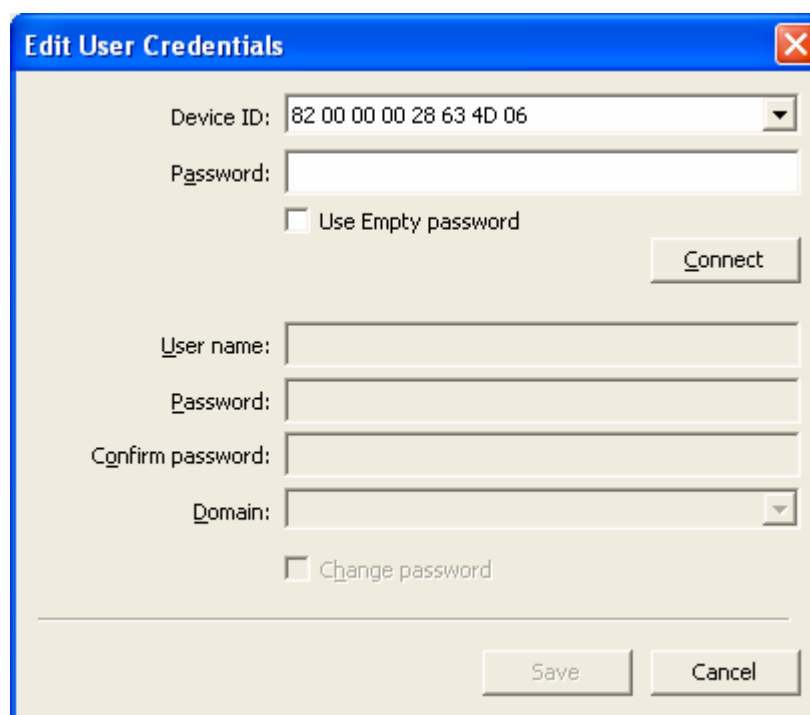 Edit User Credentials
Device ID: 82 00 00 00 28 63 4D 06
Password:
Use Empty password
Connect
User name:
Password:
Confirm password:
Domain:
Change password
Save Cancel